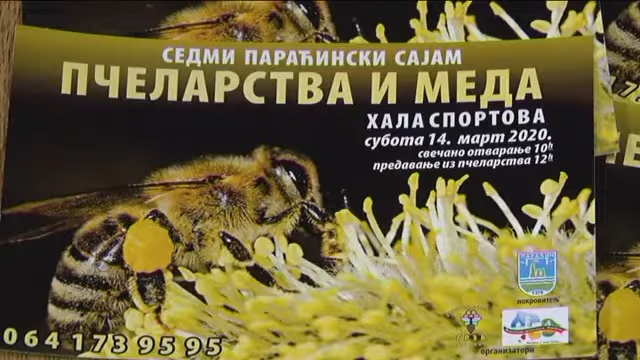 СЕДМИ ПАРАЋИНСКИ САЈАМ
ПЧЕЛАРСТВА И МЕДА
ХАЛА СПОРТОВА
субота 14. март 2020.
свечано отварање 10h
предавање из пчеларства 12h
ПАРАЋИН
покровитељ
организатори
064 173 95 95